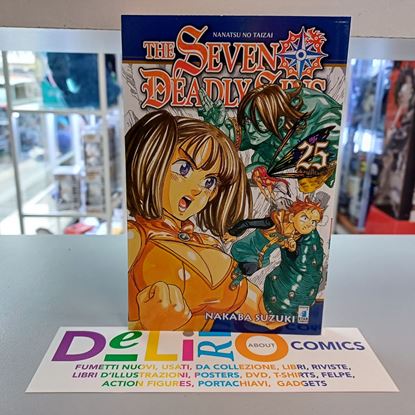 NANATSU NO TAIZAI
THE SEVEN
DEADLY SINS
25
NAKABA SUZUKI
STAR
DELIRIO ABOUT COMICS
FUMETTI NUOVI, USATI, DA COLLEZIONE, LIBRI, RIVISTE,
LIBRI D'ILLUSTRAZIONI, POSTERS, DVD, T-SHIRTS, FELPE,
ACTION FIGURES, PORTACHIAVI, GADGETS